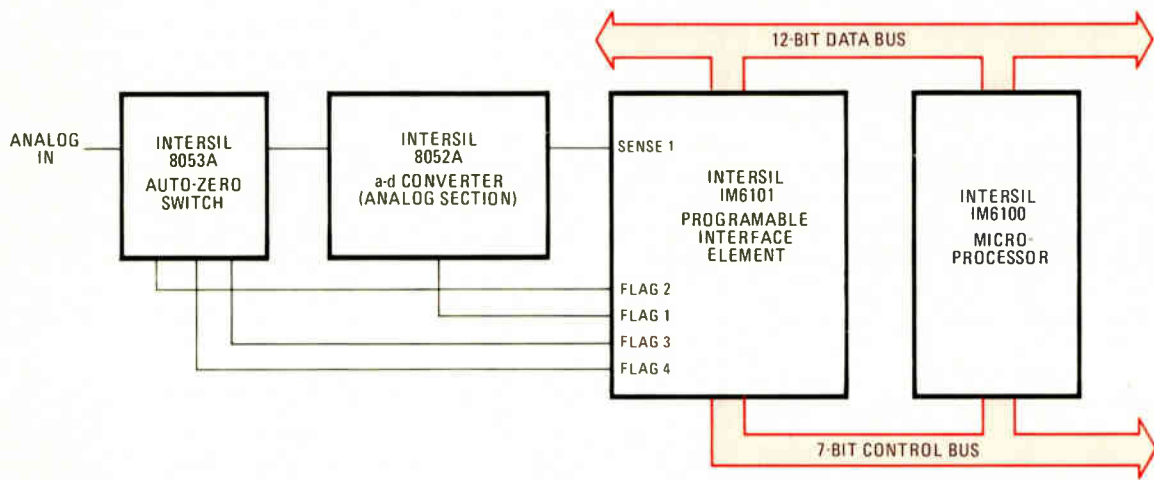 12-BIT DATA BUS
ANALOG
IN
INTERSIL
8053A
AUTO-ZERO
SWITCH
INTERSIL
8052A
a-d CONVERTER
(ANALOG SECTION)
SENSE 1
INTERSIL
IM6101
PROGRAMABLE
INTERFACE
ELEMENT
INTERSIL
IM6100
MICRO-
PROCESSOR
FLAG 2
FLAG 1
FLAG 3
FLAG 4
7-BIT CONTROL BUS